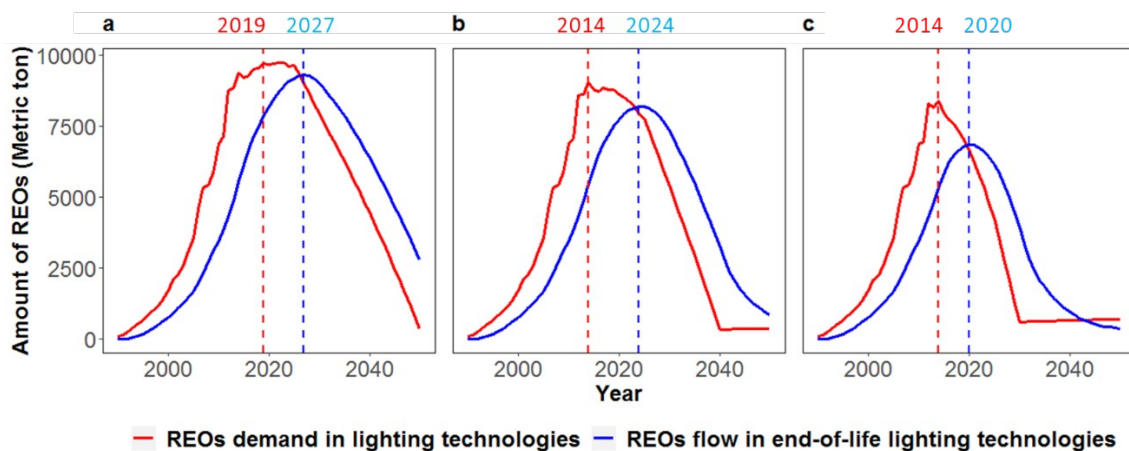 a 2019 2027 b 2014 2024 c 2014 2020
10000
7500
5000
2500
0
Amount of REOs (Metric ton)
2000 2020 2040 2000 2020 2040 2000 2020 2040
Year
REOs demand in lighting technologies REOs flow in end-of-life lighting technologies